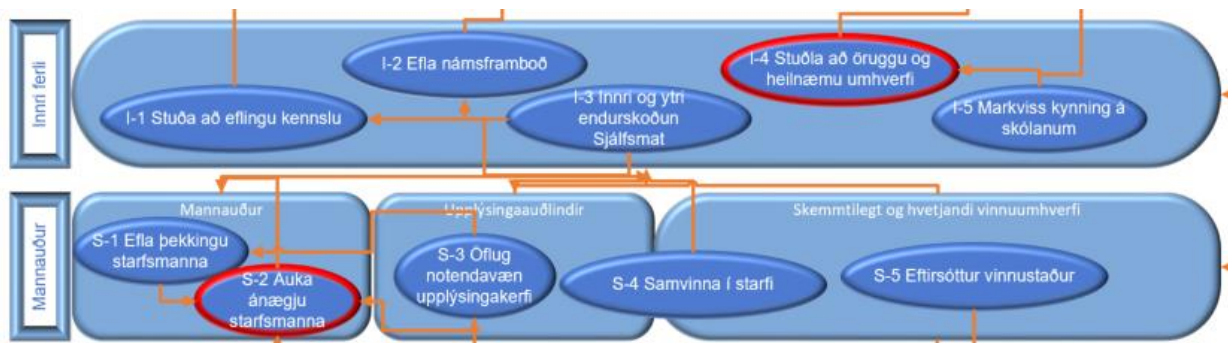 Innri ferli
I-2 Efla námsframboð
I-4 Stuðla að öruggu og
heilnæmu umhverfi
I-1 Stuða að eflingu kennslu
I-3 Innri og ytri
endurskoðun
Sjálfsmat
I-5 Markviss kynning á
skólanum
Mannauður
Mannauður
Upplýsingaauðlindir
Skemmtilegt og hvetjandi vinnuumhverfi
S-1 Efla þekkingu
starfsmanna
S-2 Auka
ánægju
starfsmanna
S-3 Öflug
notendavæn
upplýsingakerfi
S-4 Samvinna í starfi
S-5 Eftirsóttur vinnustaður